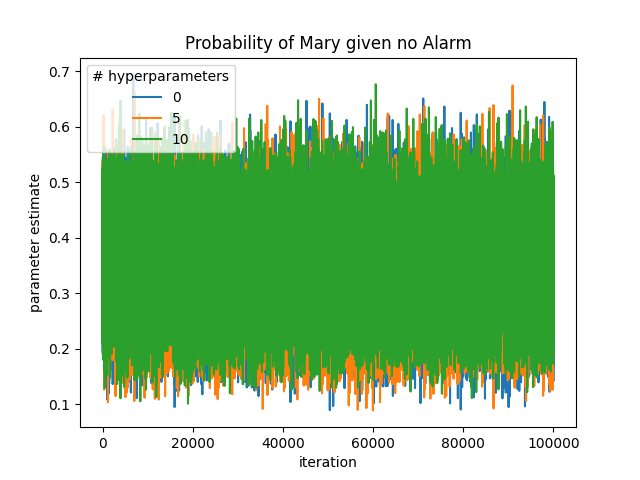 Probability of Mary given no Alarm
# hyperparameters
0
5
10
parameter estimate
0.7
0.6
0.5
0.4
0.3
0.2
0.1
0 20000 40000 60000 80000 100000
iteration